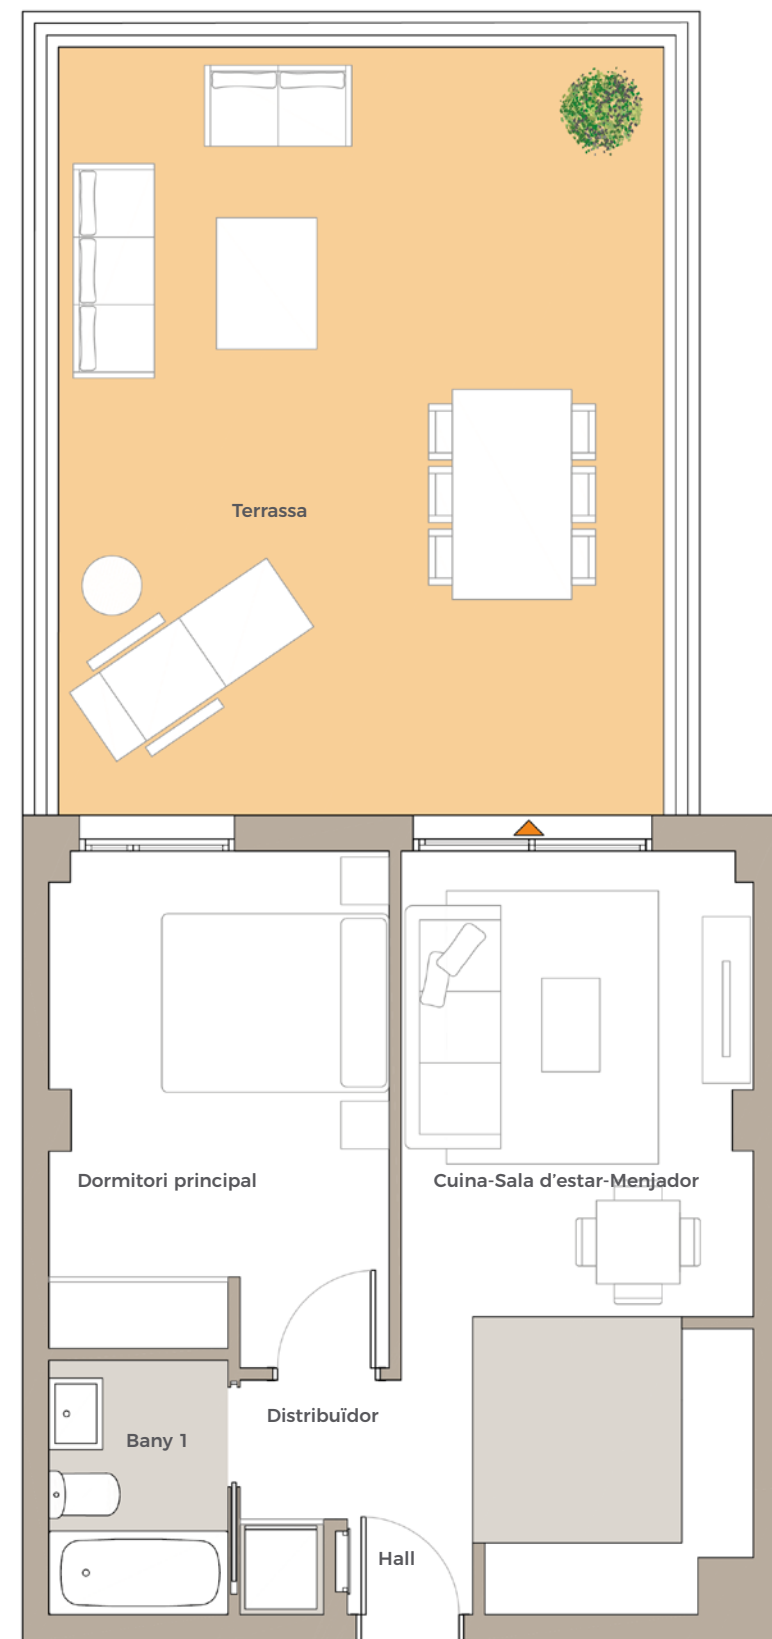 Terrassa
Dormitori principal
Cuina-Sala d'estar-Menjador
Distribuïdor
Bany 1
Hall